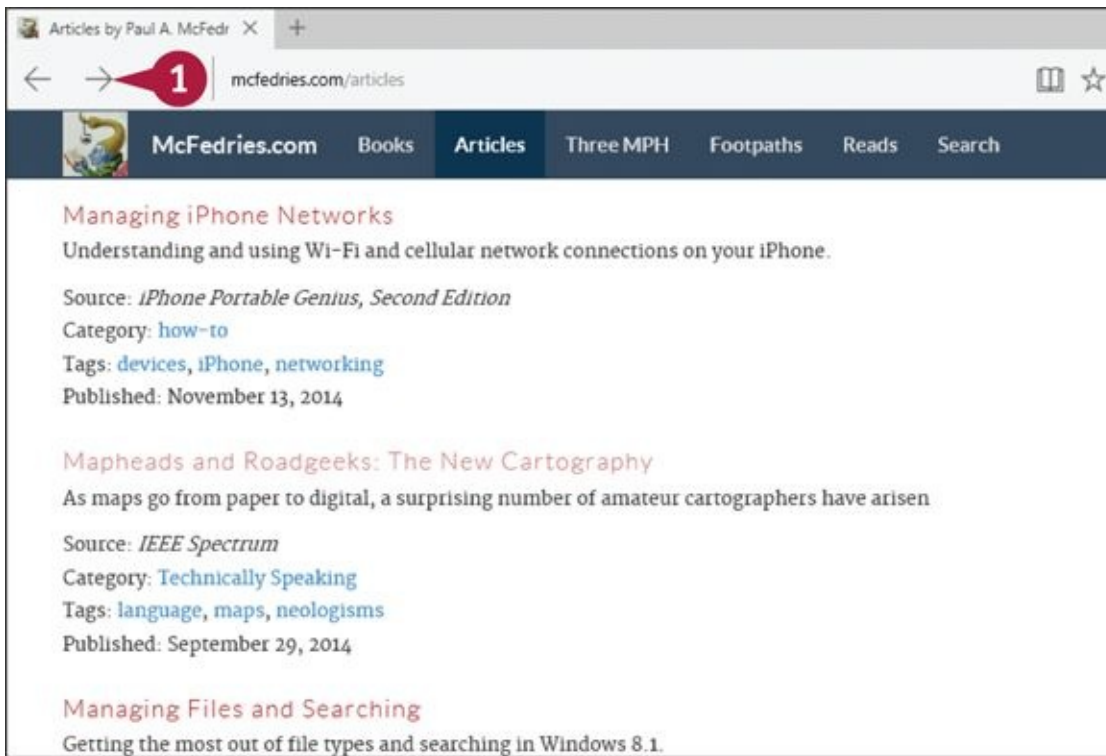 Articles by Paul A. McFedr
1
mcfedries.com/articles
McFedries.com Books Articles Three MPH Footpaths Reads Search
Managing iPhone Networks
Understanding and using Wi-Fi and cellular network connections on your iPhone.
Source: iPhone Portable Genius, Second Edition
Category: how-to
Tags: devices, iPhone, networking
Published: November 13, 2014
Mapheads and Roadgeeks: The New Cartography
As maps go from paper to digital, a surprising number of amateur cartographers have arisen
Source: IEEE Spectrum
Category: Technically Speaking
Tags: language, maps, neologisms
Published: September 29, 2014
Managing Files and Searching
Getting the most out of file types and searching in Windows 8.1.